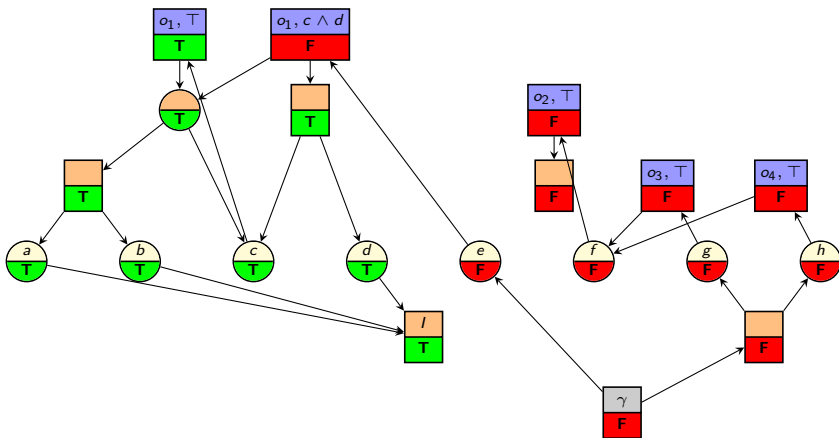 o₁, ⊤ o₁, c ∧ d
T F
o₂, ⊤
T T F
o₃, ⊤ o₄, ⊤
T F F F
a b c d e f g h
T T T T F F F F
I
T F
γ
F